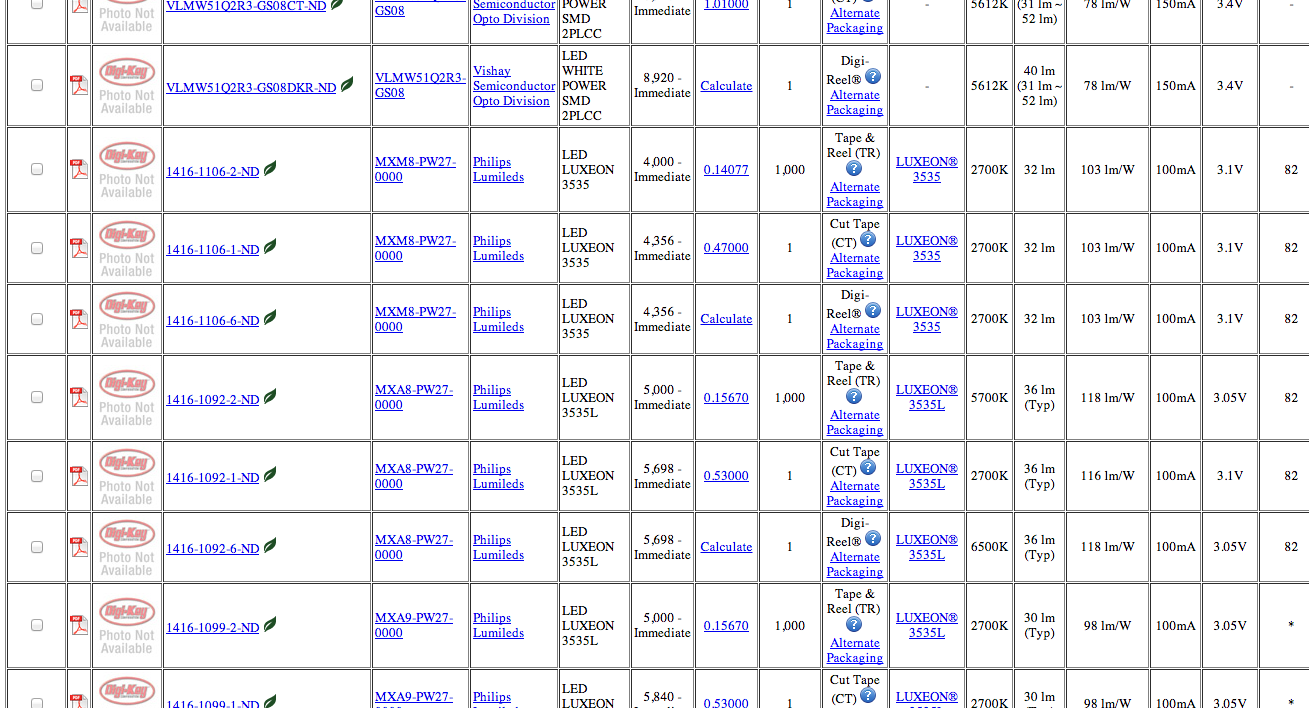 VLMW51Q2R3-GS08CT-ND GS08 Semiconductor Opto Division POWER SMD 2PLCC Immediate 1.01000 1 (CT) Alternate Packaging - 5612K (31 lm ~ 52 lm) 78 lm/W 150mA 3.4V -
Photo Not Available
Digi-Key Photo Not Available VLMW51Q2R3-GS08DKR-ND VLMW51Q2R3-GS08 Vishay Semiconductor Opto Division LED WHITE POWER SMD 2PLCC 8,920 - Immediate Calculate 1 Digi-Reel® ? Alternate Packaging - 5612K 40 lm (31 lm ~ 52 lm) 78 lm/W 150mA 3.4V -
Digi-Key Photo Not Available 1416-1106-2-ND MXM8-PW27-0000 Philips Lumileds LED LUXEON 3535 4,000 - Immediate 0.14077 1,000 Tape & Reel (TR) ? Alternate Packaging LUXEON® 3535 2700K 32 lm 103 lm/W 100mA 3.1V 82
Digi-Key Photo Not Available 1416-1106-1-ND MXM8-PW27-0000 Philips Lumileds LED LUXEON 3535 4,356 - Immediate 0.47000 1 Cut Tape (CT) ? Alternate Packaging LUXEON® 3535 2700K 32 lm 103 lm/W 100mA 3.1V 82
Digi-Key Photo Not Available 1416-1106-6-ND MXM8-PW27-0000 Philips Lumileds LED LUXEON 3535 4,356 - Immediate Calculate 1 Digi-Reel® ? Alternate Packaging LUXEON® 3535 2700K 32 lm 103 lm/W 100mA 3.1V 82
Digi-Key Photo Not Available 1416-1092-2-ND MXA8-PW27-0000 Philips Lumileds LED LUXEON 3535L 5,000 - Immediate 0.15670 1,000 Tape & Reel (TR) ? Alternate Packaging LUXEON® 3535L 5700K 36 lm (Typ) 118 lm/W 100mA 3.05V 82
Digi-Key Photo Not Available 1416-1092-1-ND MXA8-PW27-0000 Philips Lumileds LED LUXEON 3535L 5,698 - Immediate 0.53000 1 Cut Tape (CT) ? Alternate Packaging LUXEON® 3535L 2700K 36 lm (Typ) 116 lm/W 100mA 3.1V 82
Digi-Key Photo Not Available 1416-1092-6-ND MXA8-PW27-0000 Philips Lumileds LED LUXEON 3535L 5,698 - Immediate Calculate 1 Digi-Reel® ? Alternate Packaging LUXEON® 3535L 6500K 36 lm (Typ) 118 lm/W 100mA 3.05V 82
Digi-Key Photo Not Available 1416-1099-2-ND MXA9-PW27-0000 Philips Lumileds LED LUXEON 3535L 5,000 - Immediate 0.15670 1,000 Tape & Reel (TR) ? Alternate Packaging LUXEON® 3535L 2700K 30 lm (Typ) 98 lm/W 100mA 3.05V *
Digi-Key 1416-1099-1-ND MXA9-PW27- Philips Lumileds LED LUXEON 5,840 - Immediate 0.53000 1 Cut Tape (CT) ? LUXEON® 2700K 30 lm 98 lm/W 100mA 3.05V *